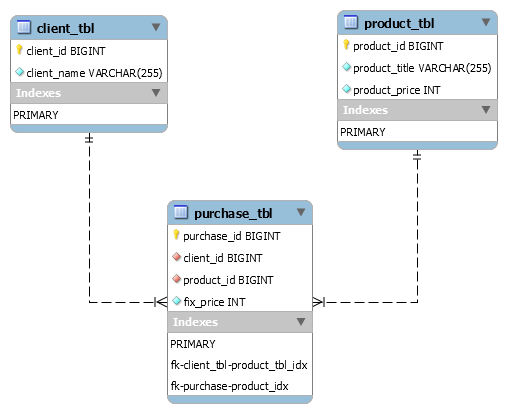 client_tbl
client_id BIGINT
client_name VARCHAR(255)
Indexes
PRIMARY
product_tbl
product_id BIGINT
product_title VARCHAR(255)
product_price INT
Indexes
PRIMARY
purchase_tbl
purchase_id BIGINT
client_id BIGINT
product_id BIGINT
fix_price INT
Indexes
PRIMARY
fk-client_tbl-product_tbl_idx
fk-purchase-product_idx